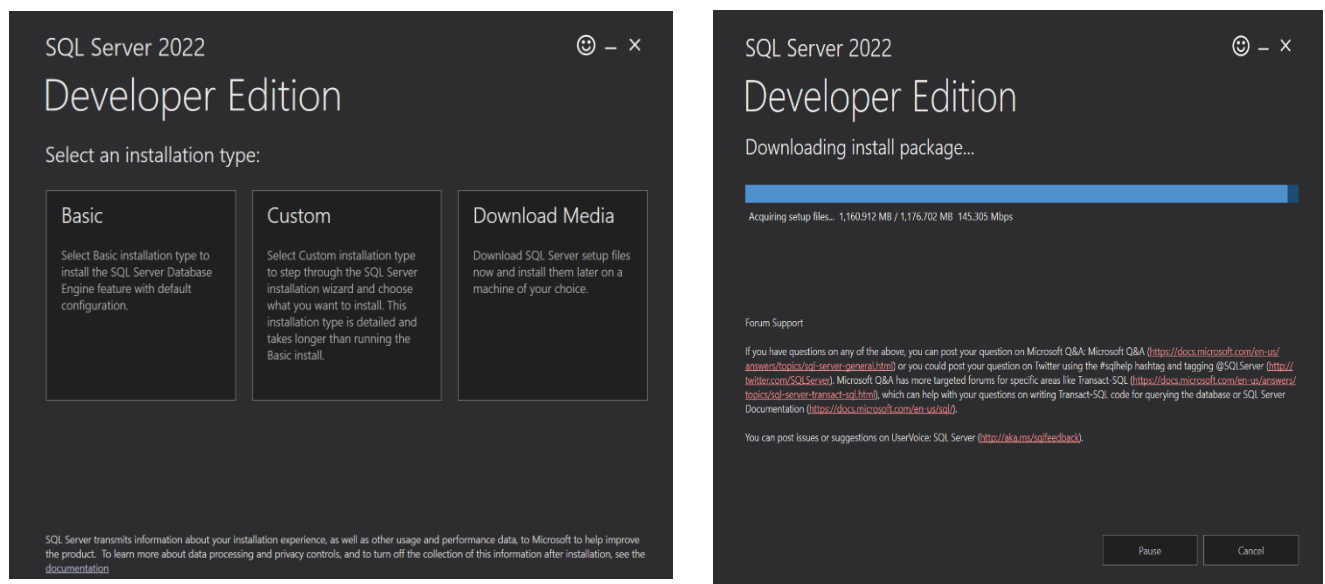 SQL Server 2022
Developer Edition
Select an installation type:
Basic
Select Basic installation type to
install the SQL Server Database
Engine feature with default
configuration.
Custom
Select Custom installation type
to step through the SQL Server
installation wizard and choose
what you want to install. This
installation type is detailed and
takes longer than running the
Basic install.
Download Media
Download SQL Server setup files
now and install them later on a
machine of your choice.
SQL Server transmits information about your installation experience, as well as other usage and performance data, to Microsoft to help improve
the product. To learn more about data processing and privacy controls, and to turn off the collection of this information after installation, see the
documentation
SQL Server 2022
Developer Edition
Downloading install package...
Acquiring setup files... 1,160.912 MB / 1,176.702 MB 145.305 Mbps
Forum Support
If you have questions on any of the above, you can post your question on Microsoft Q&A: Microsoft Q&A (https://docs.microsoft.com/en-us/
answers/topics/sql-server-general.html) or you could post your question on Twitter using the #sqlhelp hashtag and tagging @SQLServer (http://
twitter.com/SQLServer). Microsoft Q&A has more targeted forums for specific areas like Transact-SQL (https://docs.microsoft.com/en-us/answers/
topics/sql-server-transact-sql.html), which can help with your questions on writing Transact-SQL code for querying the database or SQL Server
Documentation (https://docs.microsoft.com/en-us/sql/).
You can post issues or suggestions on UserVoice: SQL Server (http://aka.ms/sqlfeedback).
Pause
Cancel